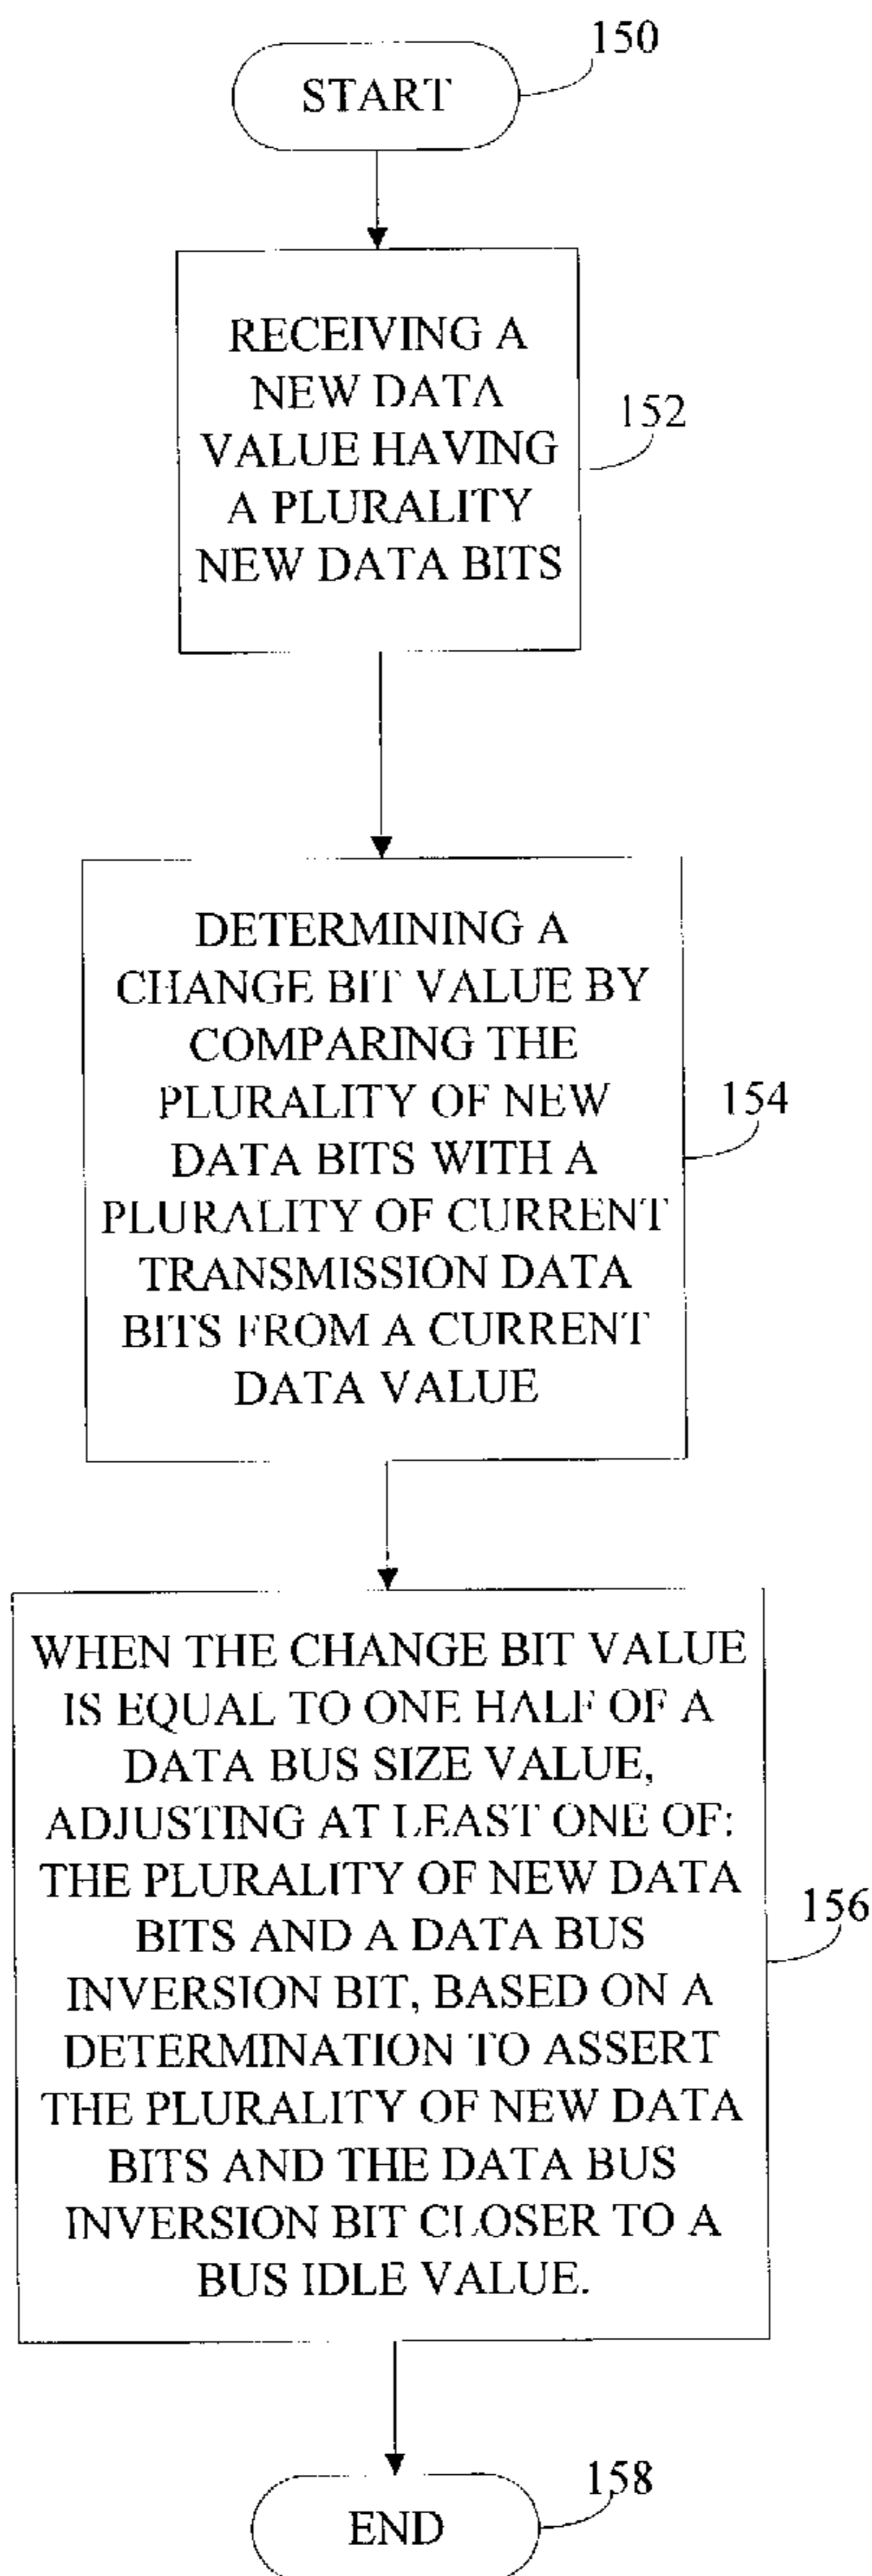 150
START
RECEIVING A
NEW DATA
VALUE HAVING
A PLURALITY
NEW DATA BITS
152
DETERMINING A
CHANGE BIT VALUE BY
COMPARING THE
PLURALITY OF NEW
DATA BITS WITH A
PLURALITY OF CURRENT
TRANSMISSION DATA
BITS FROM A CURRENT
DATA VALUE
154
WHEN THE CHANGE BIT VALUE
IS EQUAL TO ONE HALF OF A
DATA BUS SIZE VALUE,
ADJUSTING AT LEAST ONE OF:
THE PLURALITY OF NEW DATA
BITS AND A DATA BUS
INVERSION BIT, BASED ON A
DETERMINATION TO ASSERT
THE PLURALITY OF NEW DATA
BITS AND THE DATA BUS
INVERSION BIT CLOSER TO A
BUS IDLE VALUE.
156
158
END